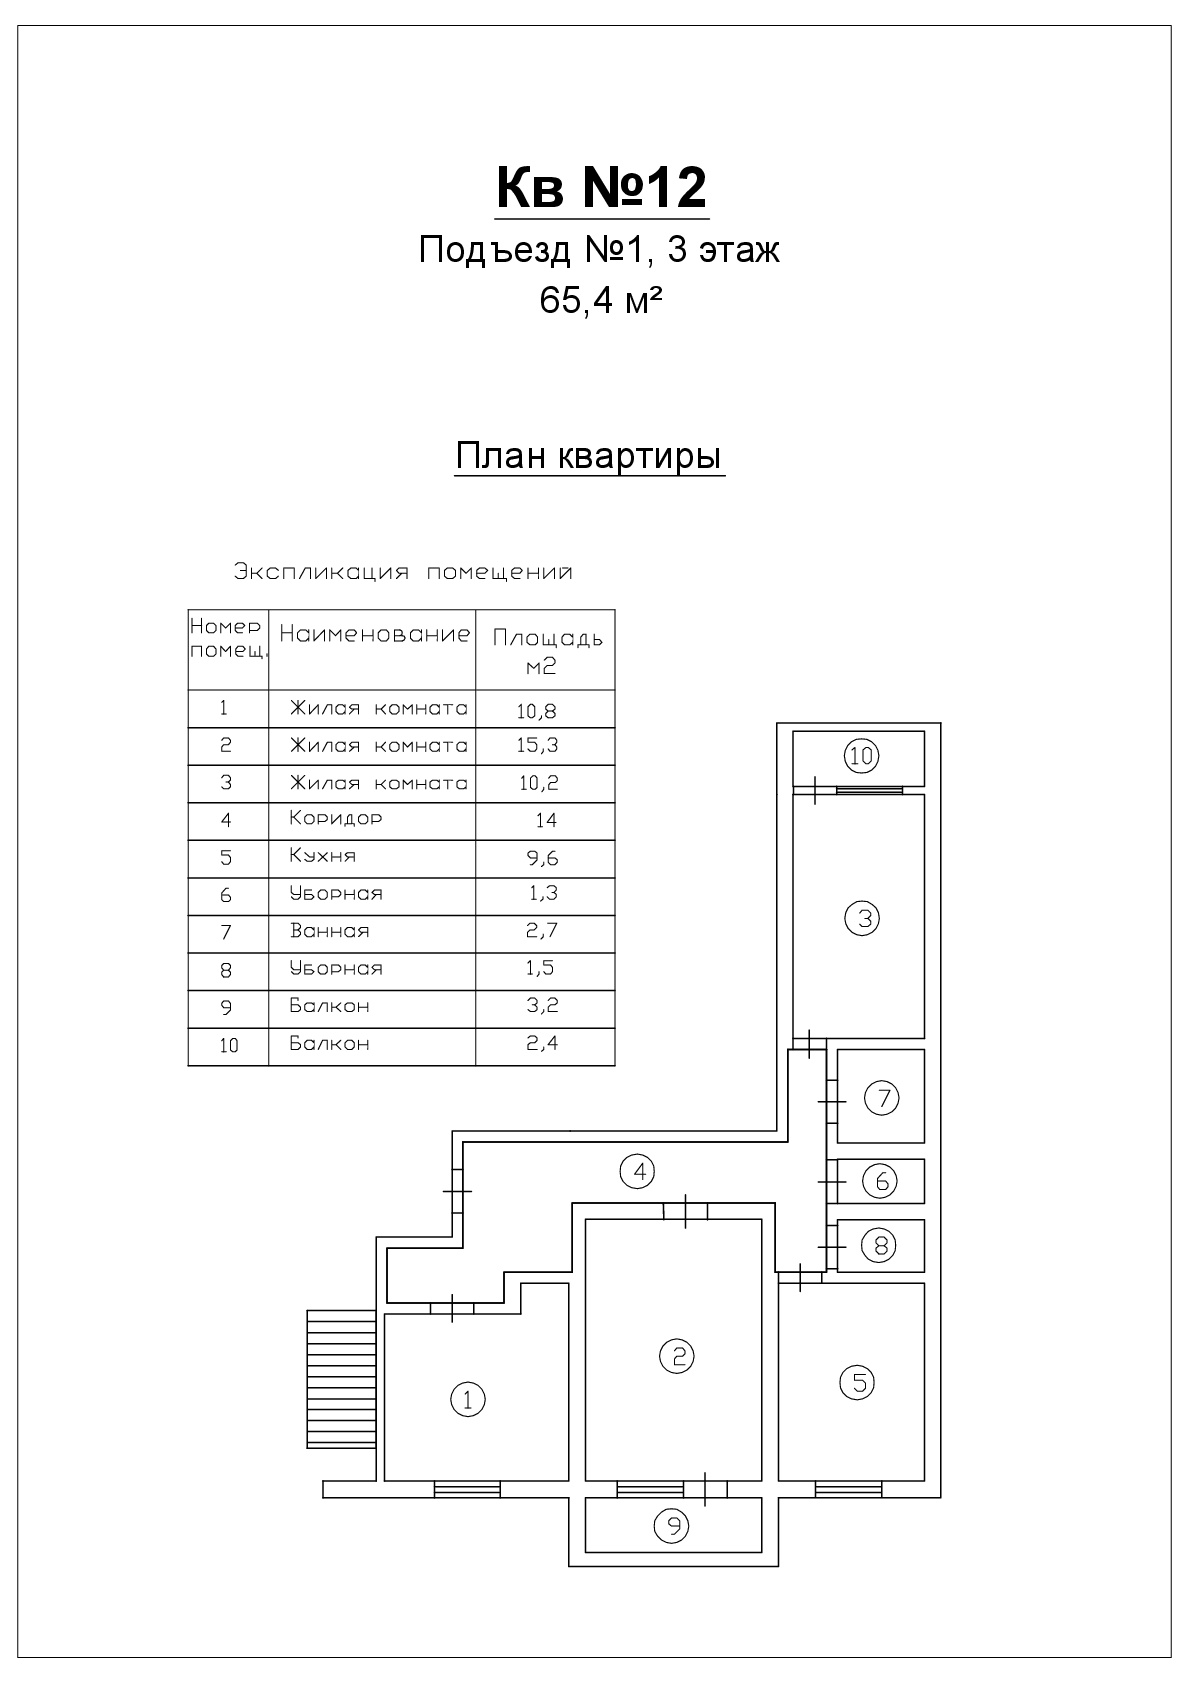 Кв №12
Подъезд №1, 3 этаж
65,4 м²
План квартиры
Экспликация помещений
Номер помещ. Наименование Площадь м2
1 Жилая комната 10,8
2 Жилая комната 15,3
3 Жилая комната 10,2
4 Коридор 14
5 Кухня 9,6
6 Уборная 1,3
7 Ванная 2,7
8 Уборная 1,5
9 Балкон 3,2
10 Балкон 2,4
10
3
7
4
6
8
2
5
1
9